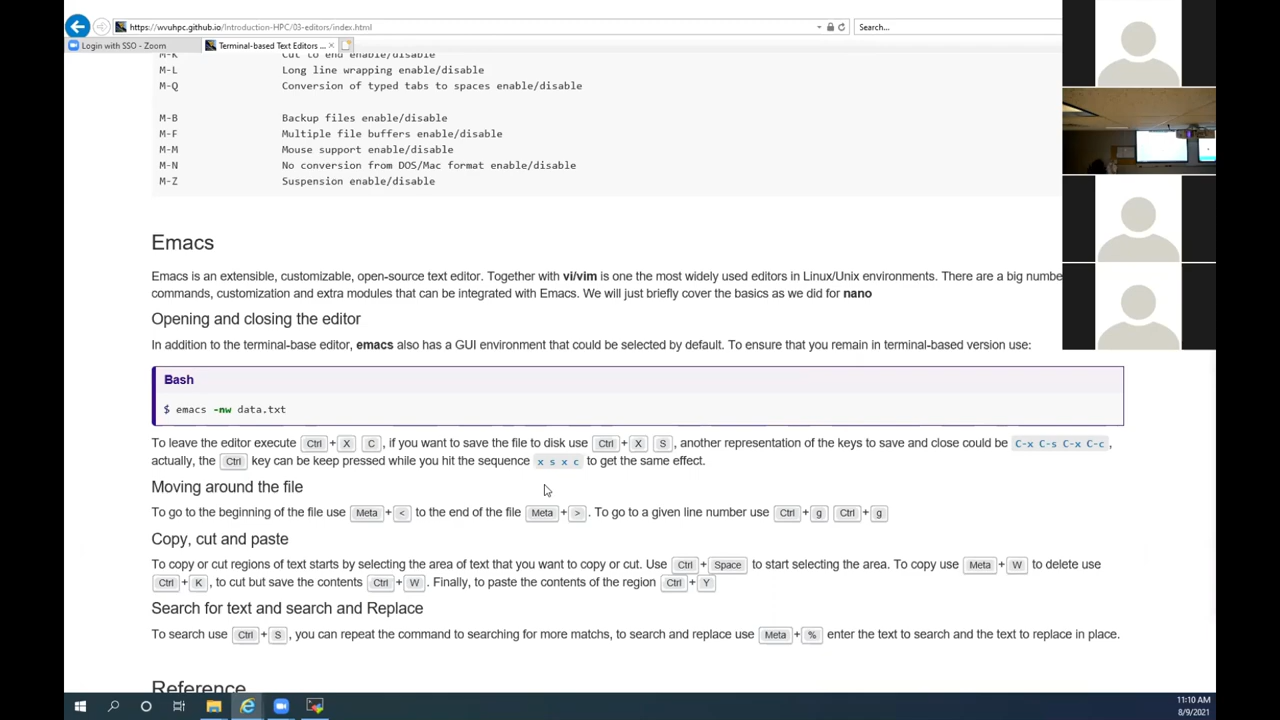 https://wvuhpc.github.io/Introduction-HPC/03-editors/index.html
Search...
Login with SSO - Zoom
Terminal-based Text Editors ...
M-K Cut to end enable/disable
M-L Long line wrapping enable/disable
M-Q Conversion of typed tabs to spaces enable/disable
M-B Backup files enable/disable
M-F Multiple file buffers enable/disable
M-M Mouse support enable/disable
M-N No conversion from DOS/Mac format enable/disable
M-Z Suspension enable/disable
Emacs
Emacs is an extensible, customizable, open-source text editor. Together with vi/vim is one the most widely used editors in Linux/Unix environments. There are a big numbe
commands, customization and extra modules that can be integrated with Emacs. We will just briefly cover the basics as we did for nano
Opening and closing the editor
In addition to the terminal-base editor, emacs also has a GUI environment that could be selected by default. To ensure that you remain in terminal-based version use:
Bash
$ emacs -nw data.txt
To leave the editor execute Ctrl + X C , if you want to save the file to disk use Ctrl + X S , another representation of the keys to save and close could be C-x C-s C-x C-c ,
actually, the Ctrl key can be keep pressed while you hit the sequence x s x c to get the same effect.
Moving around the file
To go to the beginning of the file use Meta + < to the end of the file Meta + > . To go to a given line number use Ctrl + g Ctrl + g
Copy, cut and paste
To copy or cut regions of text starts by selecting the area of text that you want to copy or cut. Use Ctrl + Space to start selecting the area. To copy use Meta + W to delete use
Ctrl + K , to cut but save the contents Ctrl + W . Finally, to paste the contents of the region Ctrl + Y
Search for text and search and Replace
To search use Ctrl + S , you can repeat the command to searching for more matchs, to search and replace use Meta + % enter the text to search and the text to replace in place.
Reference
11:10 AM
8/9/2021